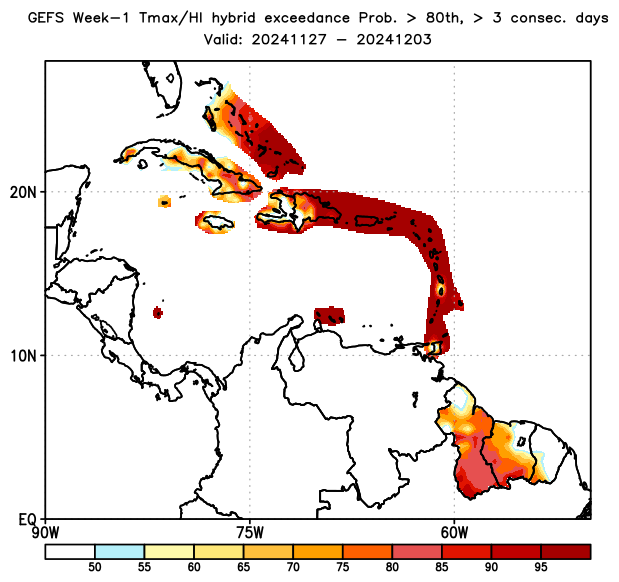 GEFS Week-1 Tmax/HI hybrid exceedance Prob. > 80th, > 3 consec. days
Valid: 20241127 - 20241203
20N
10N
EQ
90W 75W 60W
50 55 60 65 70 75 80 85 90 95